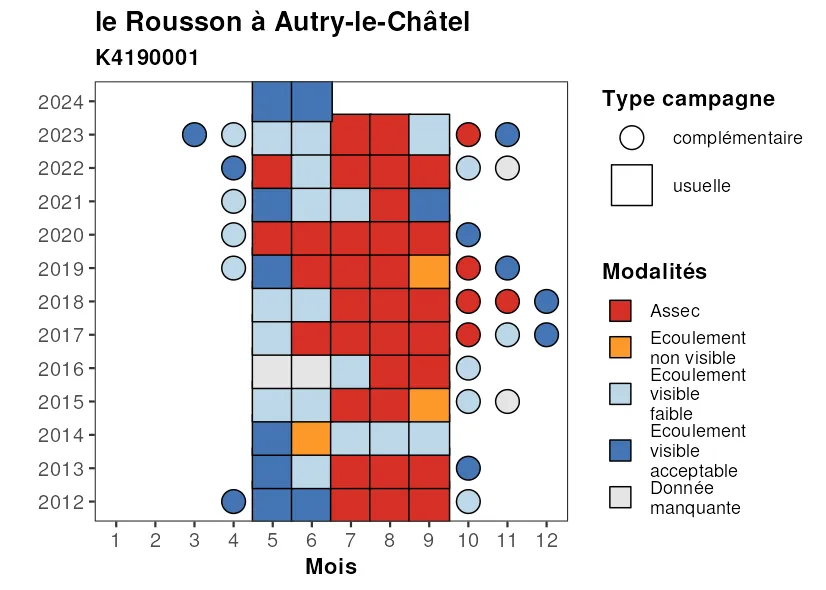 le Rousson à Autry-le-Châtel
K4190001
2024
2023
2022
2021
2020
2019
2018
2017
2016
2015
2014
2013
2012
1 2 3 4 5 6 7 8 9 10 11 12
Mois
Type campagne
complémentaire
usuelle
Modalités
Assec
Ecoulement
non visible
Ecoulement
visible
faible
Ecoulement
visible
acceptable
Donnée
manquante